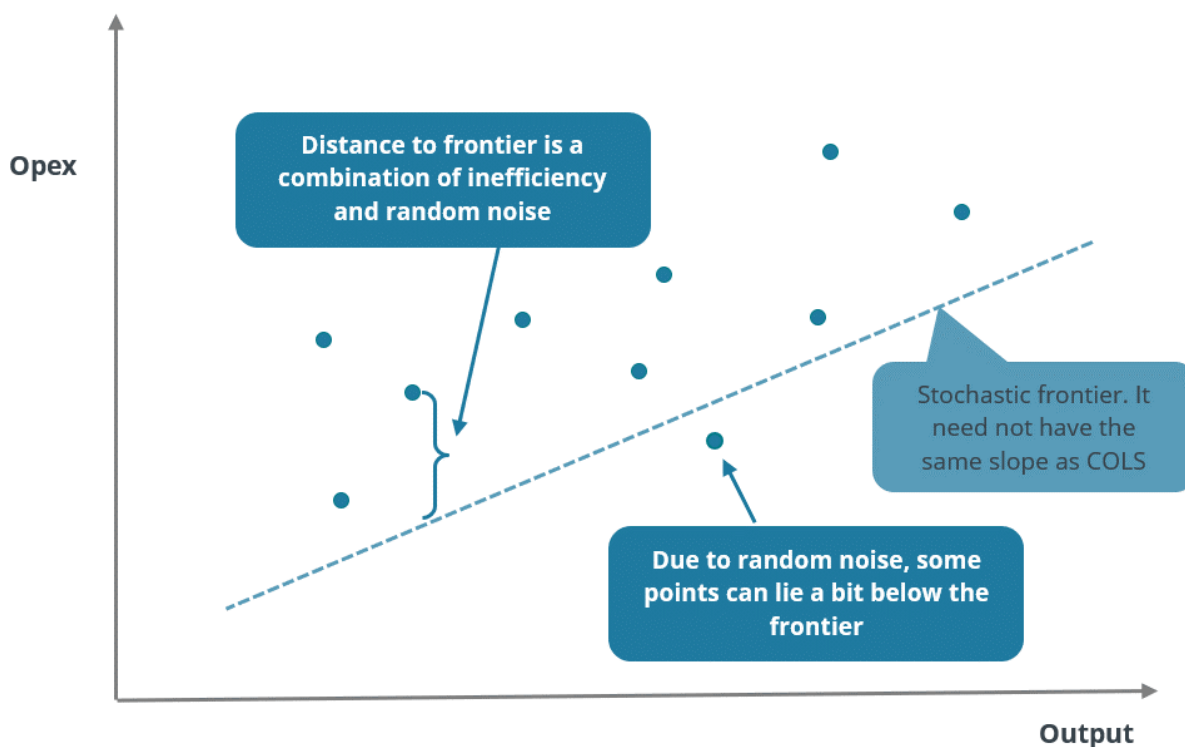 Opex
Distance to frontier is a
combination of inefficiency
and random noise
Stochastic frontier. It
need not have the
same slope as COLS
Due to random noise, some
points can lie a bit below the
frontier
Output